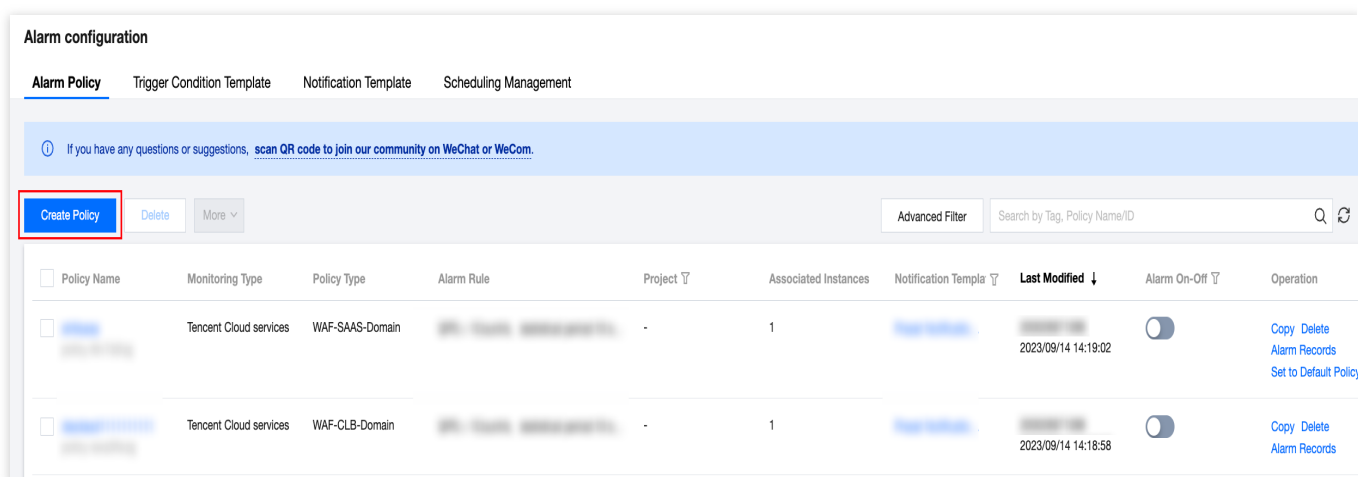 Alarm configuration
Alarm Policy Trigger Condition Template Notification Template Scheduling Management
If you have any questions or suggestions, scan QR code to join our community on WeChat or WeCom.
Create Policy Delete More Advanced Filter Search by Tag, Policy Name/ID
Policy Name Monitoring Type Policy Type Alarm Rule Project Associated Instances Notification Templa Last Modified Alarm On-Off Operation
Tencent Cloud services WAF-SAAS-Domain - 1 Copy Delete
2023/09/14 14:19:02 Alarm Records
Set to Default Policy
Tencent Cloud services WAF-CLB-Domain - 1 Copy Delete
2023/09/14 14:18:58 Alarm Records